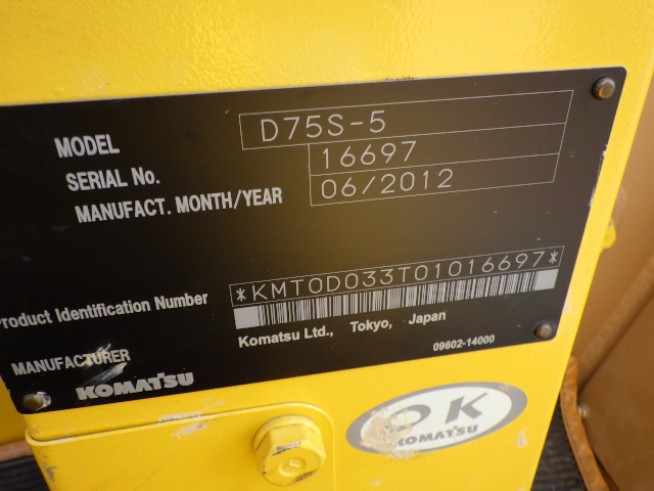 MODEL D75S-5
SERIAL No. 16697
MANUFACT. MONTH/YEAR 06/2012
Product Identification Number *KMT0D033T01016697*
Komatsu Ltd., Tokyo, Japan
MANUFACTURER 09602-14000
KOMATSU
OK
KOMATSU